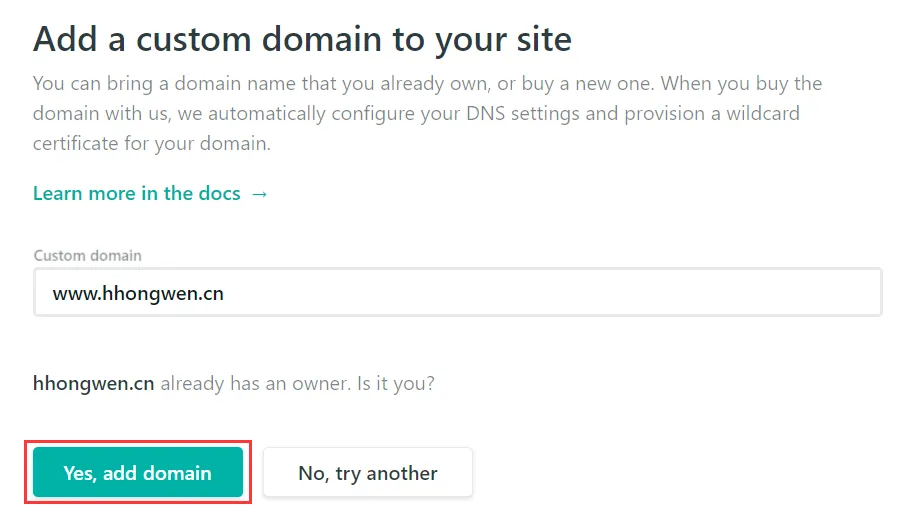 Add a custom domain to your site
You can bring a domain name that you already own, or buy a new one. When you buy the
domain with us, we automatically configure your DNS settings and provision a wildcard
certificate for your domain.
Learn more in the docs →
Custom domain
www.hhongwen.cn
hhongwen.cn already has an owner. Is it you?
Yes, add domain
No, try another